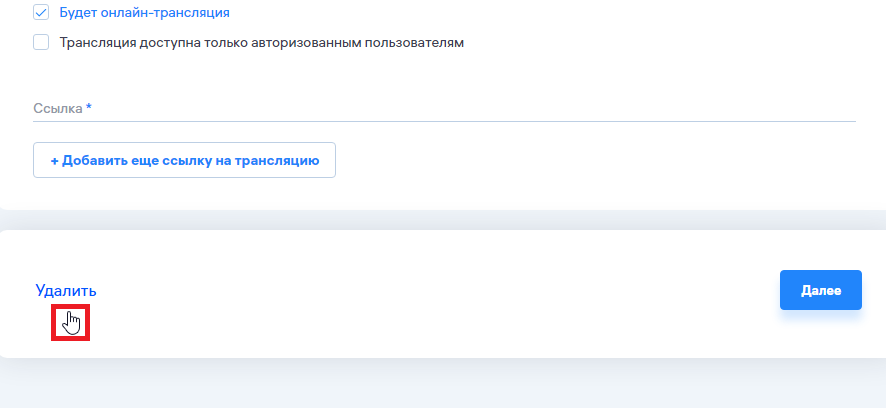 Будет онлайн-трансляция
Трансляция доступна только авторизованным пользователям
Ссылка *
+ Добавить еще ссылку на трансляцию
Удалить
Далее